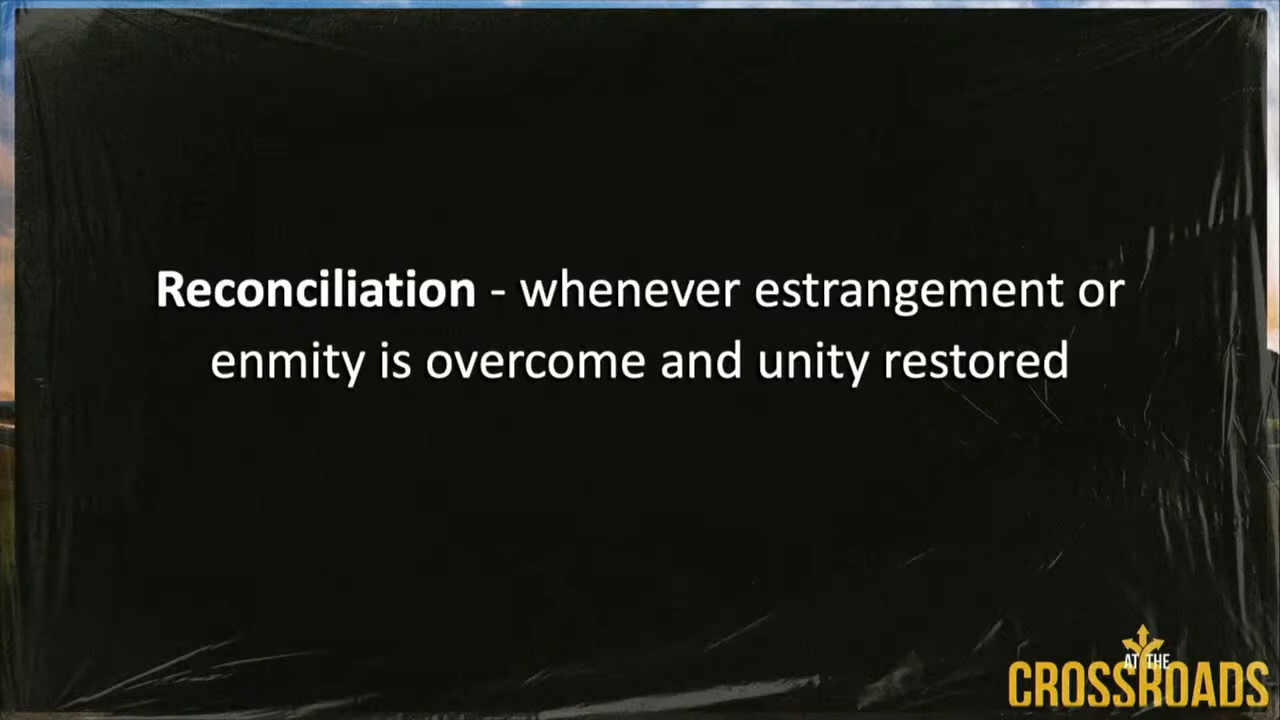 Reconciliation - whenever estrangement or
enmity is overcome and unity restored
AT THE
CROSSROADS